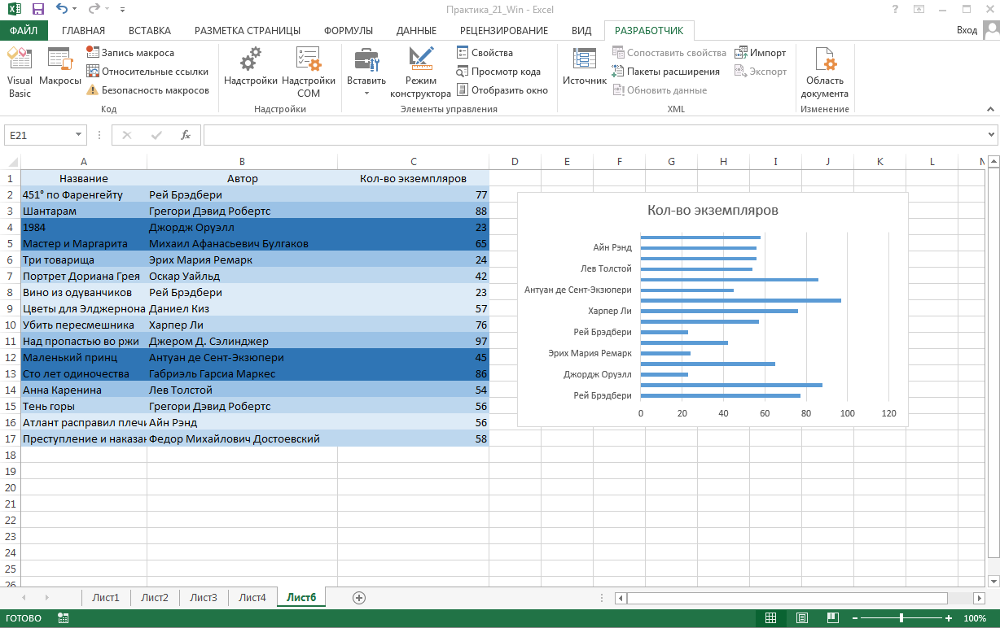 Практика_21_Win - Excel
ФАЙЛ ГЛАВНАЯ ВСТАВКА РАЗМЕТКА СТРАНИЦЫ ФОРМУЛЫ ДАННЫЕ РЕЦЕНЗИРОВАНИЕ ВИД РАЗРАБОТЧИК Вход
Visual Basic
Макросы
Запись макроса
Относительные ссылки
Безопасность макросов
Код
Надстройки
Надстройки COM
Надстройки
Вставить
Режим конструктора
Свойства
Просмотр кода
Отобразить окно
Элементы управления
Источник
Сопоставить свойства
Пакеты расширения
Обновить данные
Импорт
Экспорт
XML
Область документа
Изменение
E21
fx
A B C D E F G H I J K L
1 Название Автор Кол-во экземпляров
2 451° по Фаренгейту Рей Брэдбери 77
3 Шантарам Грегори Дэвид Робертс 88
4 1984 Джордж Оруэлл 23
5 Мастер и Маргарита Михаил Афанасьевич Булгаков 65
6 Три товарища Эрих Мария Ремарк 24
7 Портрет Дориана Грея Оскар Уайльд 42
8 Вино из одуванчиков Рей Брэдбери 23
9 Цветы для Элджернона Даниел Киз 57
10 Убить пересмешника Харпер Ли 76
11 Над пропастью во ржи Джером Д. Сэлинджер 97
12 Маленький принц Антуан де Сент-Экзюпери 45
13 Сто лет одиночества Габриэль Гарсиа Маркес 86
14 Анна Каренина Лев Толстой 54
15 Тень горы Грегори Дэвид Робертс 56
16 Атлант расправил плечи Айн Рэнд 56
17 Преступление и наказан Федор Михайлович Достоевский 58
18
19
20
21
22
23
24
25
26
Кол-во экземпляров
Айн Рэнд
Лев Толстой
Антуан де Сент-Экзюпери
Харпер Ли
Рей Брэдбери
Эрих Мария Ремарк
Джордж Оруэлл
Рей Брэдбери
0 20 40 60 80 100 120
Лист1 Лист2 Лист3 Лист4 Лист6
ГОТОВО 100%